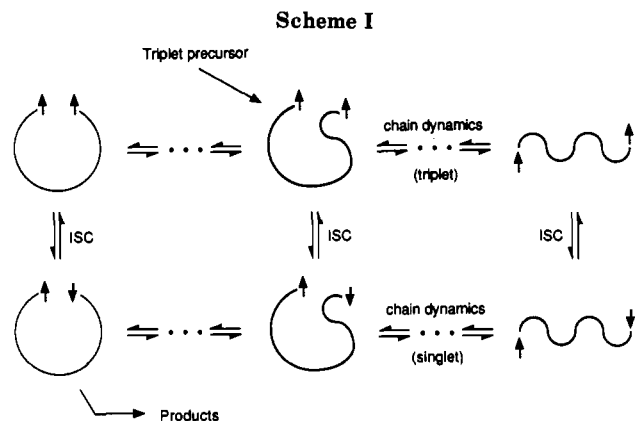 Scheme I
Triplet precursor
chain dynamics
(triplet)
ISC
ISC
ISC
chain dynamics
(singlet)
Products